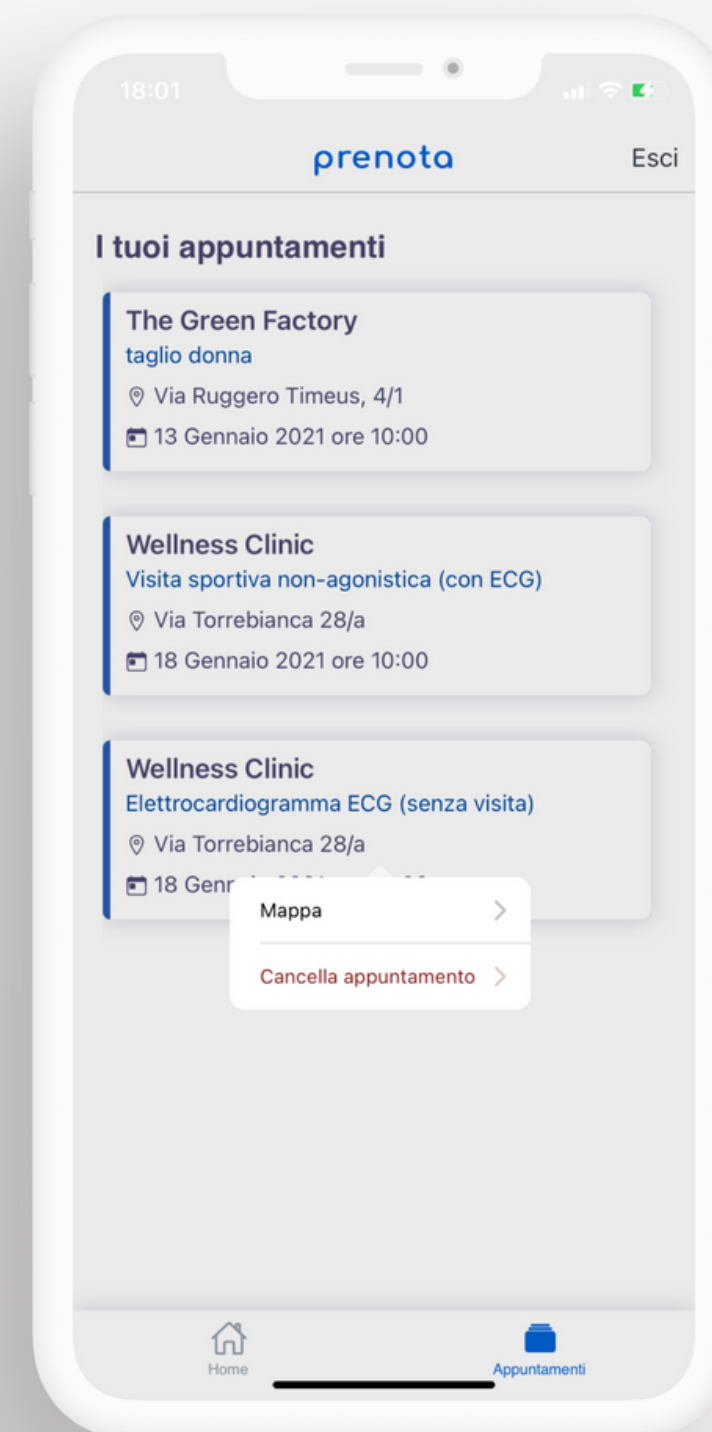 18:01
prenota
Esci
I tuoi appuntamenti
The Green Factory
taglio donna
Via Ruggero Timeus, 4/1
13 Gennaio 2021 ore 10:00
Wellness Clinic
Visita sportiva non-agonistica (con ECG)
Via Torrebianca 28/a
18 Gennaio 2021 ore 10:00
Wellness Clinic
Elettrocardiogramma ECG (senza visita)
Via Torrebianca 28/a
18
Mappa
Cancella appuntamento
Home
Appuntamenti